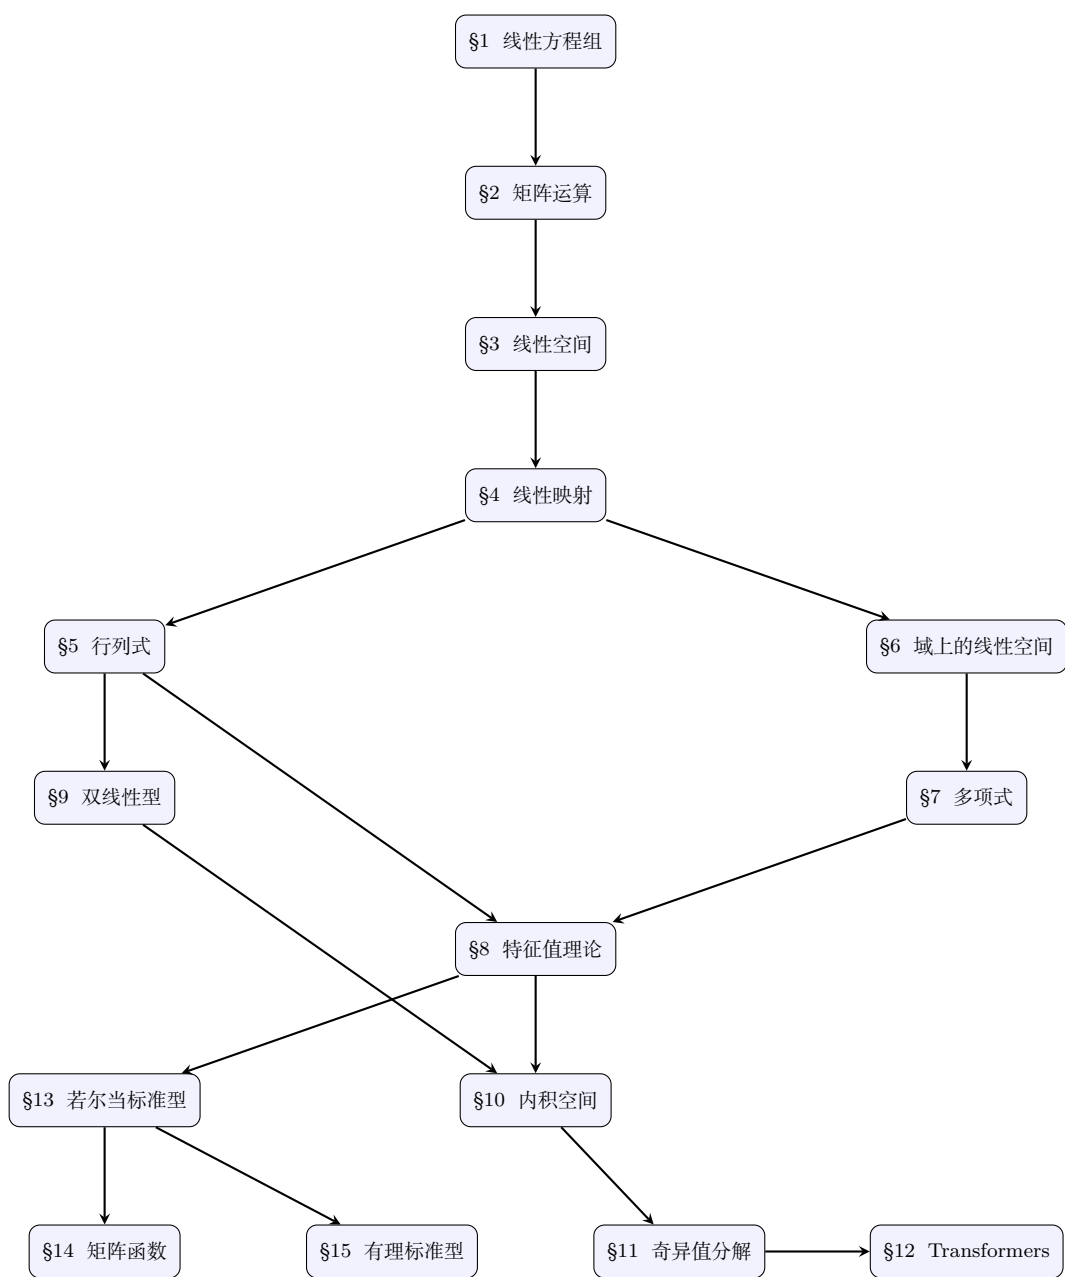 §1 线性方程组
§2 矩阵运算
§3 线性空间
§4 线性映射
§5 行列式
§6 域上的线性空间
§9 双线性型
§7 多项式
§8 特征值理论
§13 若尔当标准型
§10 内积空间
§14 矩阵函数
§15 有理标准型
§11 奇异值分解
§12 Transformers